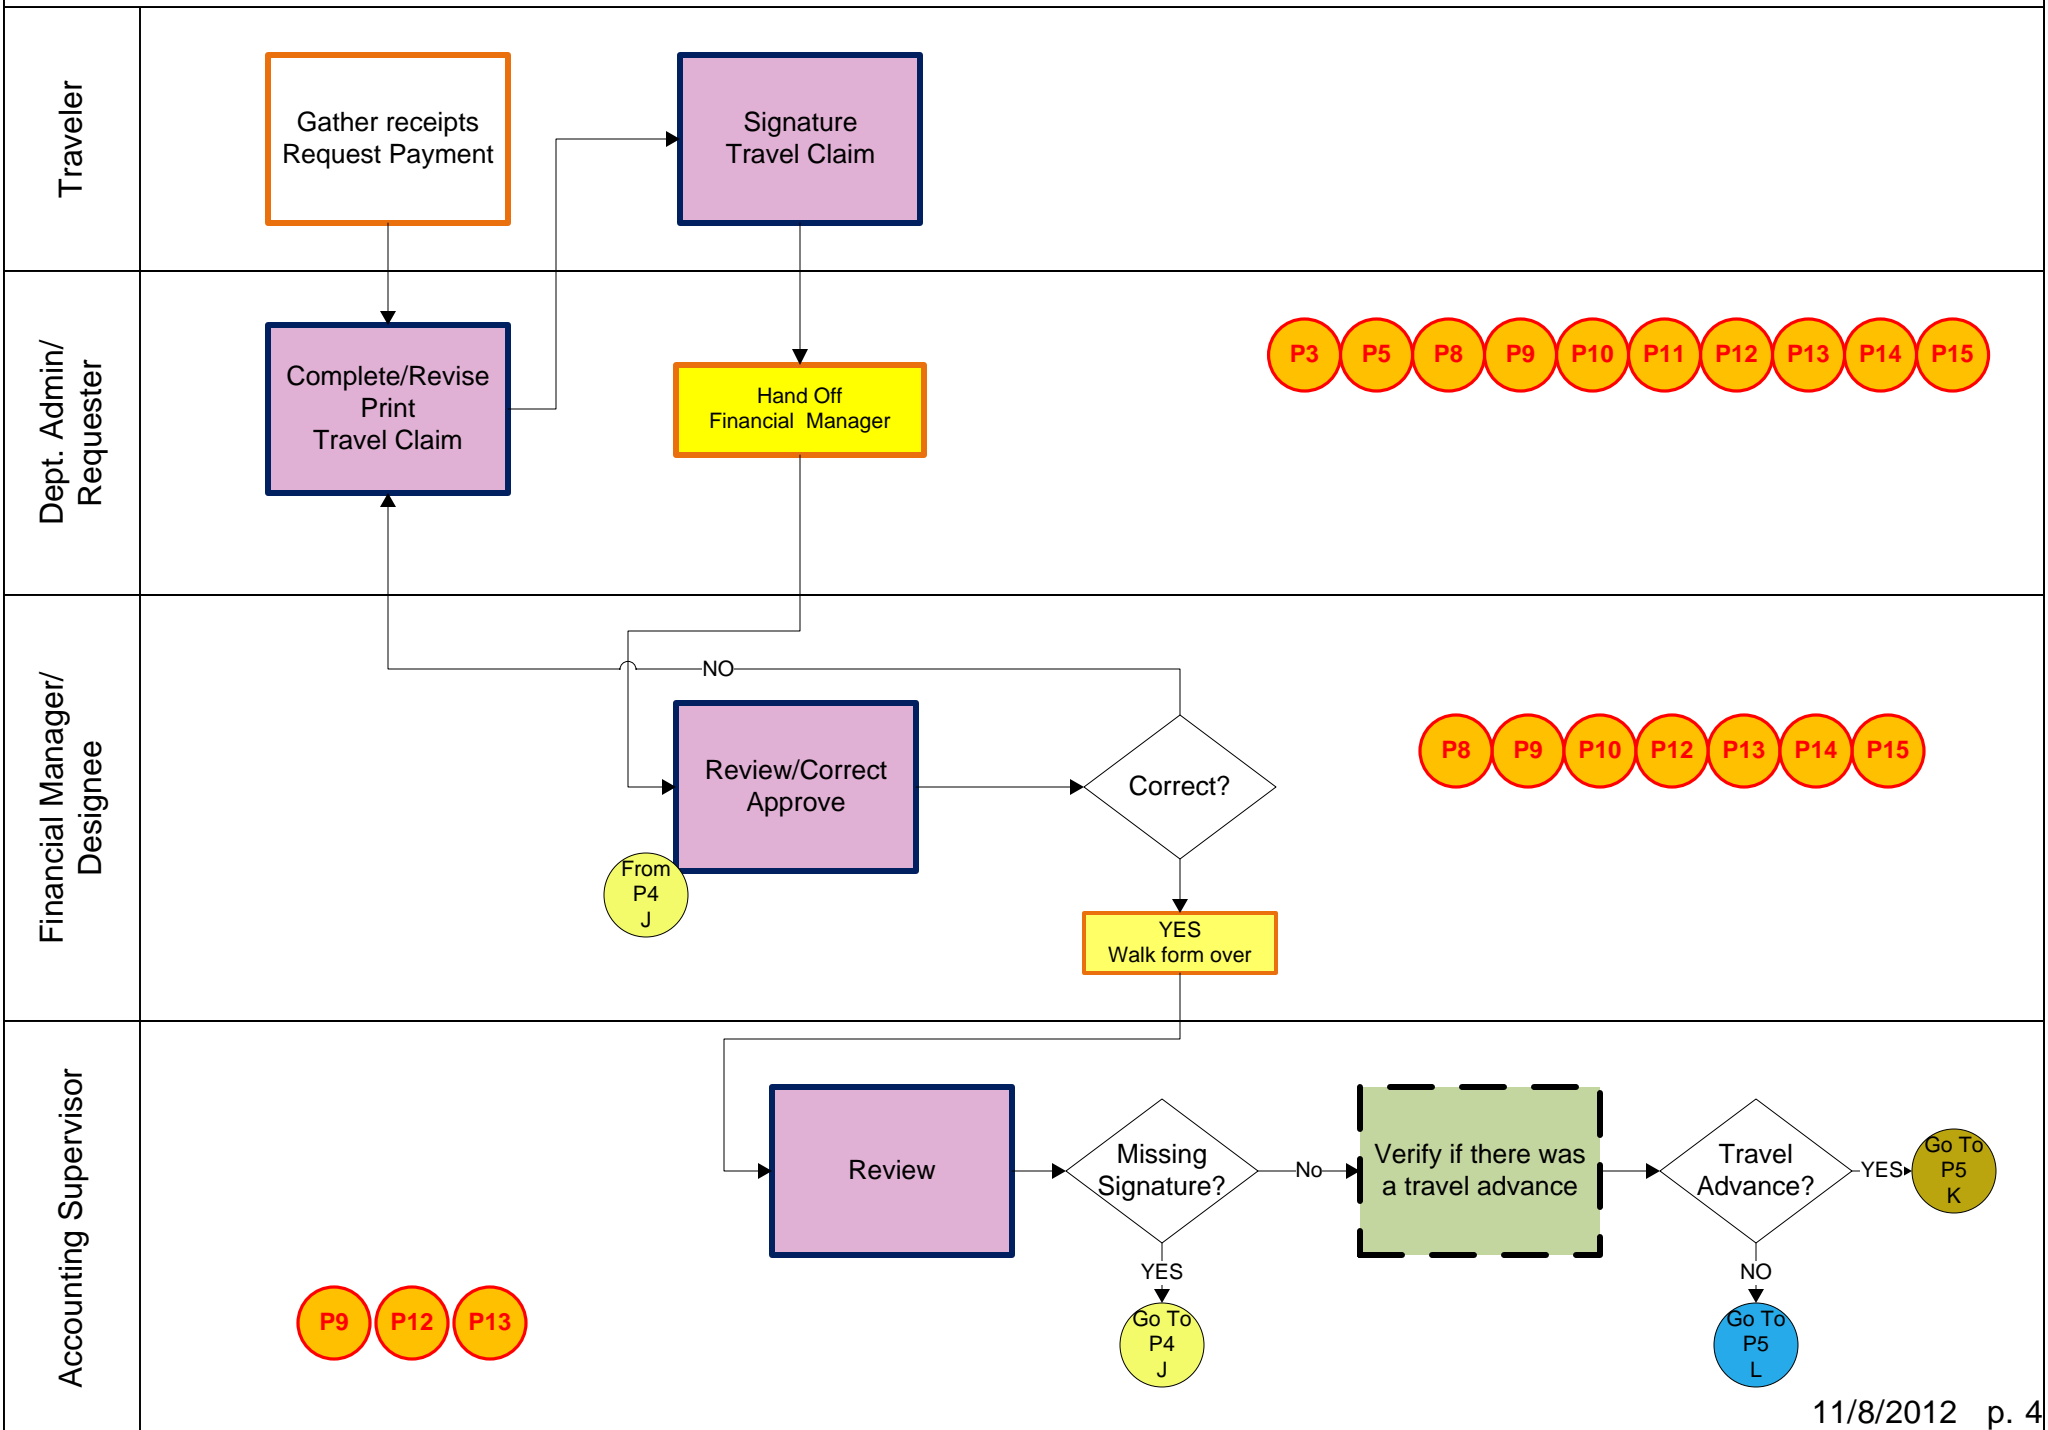 Traveler
Gather receipts
Request Payment
Signature
Travel Claim
Dept. Admin/
Requester
Complete/Revise
Print
Travel Claim
Hand Off
Financial Manager
P3 P5 P8 P9 P10 P11 P12 P13 P14 P15
Financial Manager/
Designee
NO
Review/Correct
Approve
From
P4
J
Correct?
YES
Walk form over
P8 P9 P10 P12 P13 P14 P15
Accounting Supervisor
Review
Missing
Signature?
No
YES
Go To
P4
J
Verify if there was
a travel advance
Travel
Advance?
YES
Go To
P5
K
NO
Go To
P5
L
P9 P12 P13
11/8/2012 p. 4